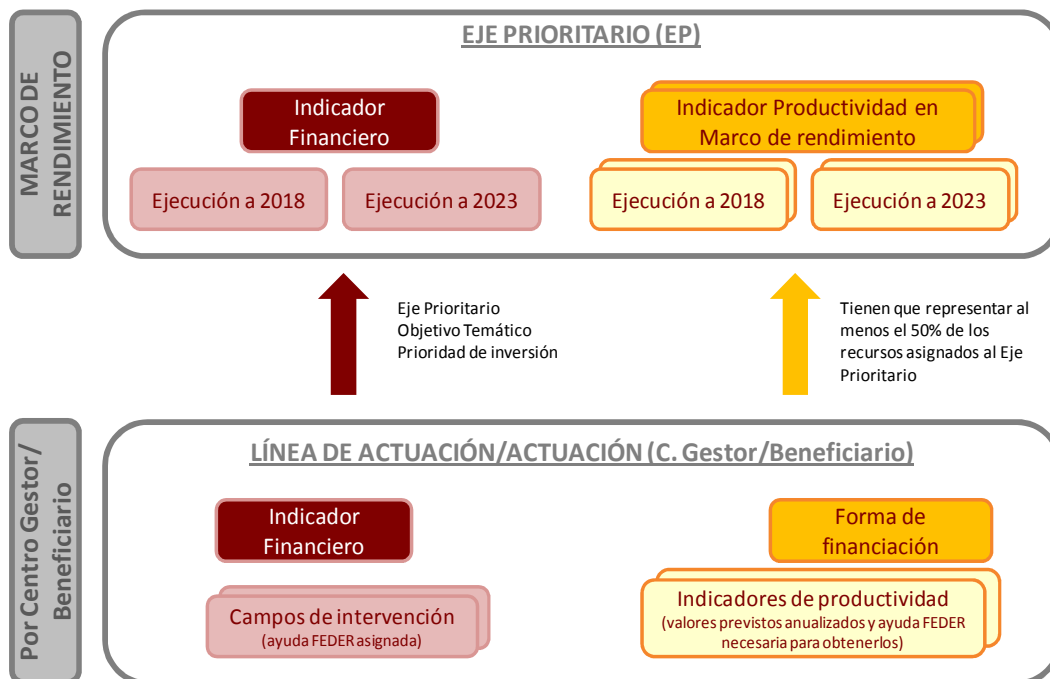 MARCO DE
RENDIMIENTO
EJE PRIORITARIO (EP)
Indicador
Financiero
Indicador Productividad en
Marco de rendimiento
Ejecución a 2018
Ejecución a 2023
Ejecución a 2018
Ejecución a 2023
Eje Prioritario
Objetivo Temático
Prioridad de inversión
Tienen que representar al
menos el 50% de los
recursos asignados al Eje
Prioritario
Por Centro Gestor/
Beneficiario
LÍNEA DE ACTUACIÓN/ACTUACIÓN (C. Gestor/Beneficiario)
Indicador
Financiero
Forma de
financiación
Campos de intervención
(ayuda FEDER asignada)
Indicadores de productividad
(valores previstos anualizados y ayuda FEDER
necesaria para obtenerlos)